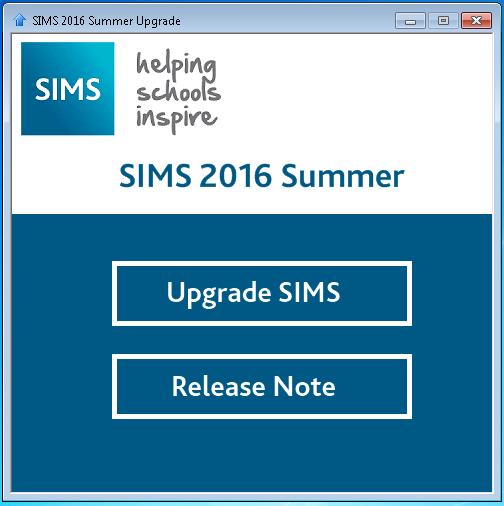 SIMS 2016 Summer Upgrade
SIMS
helping
schools
inspire
SIMS 2016 Summer
Upgrade SIMS
Release Note